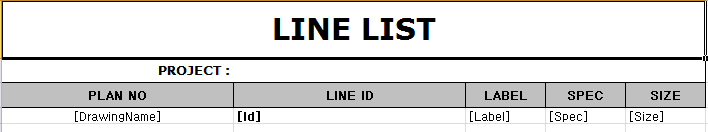 LINE LIST
PROJECT :
PLAN NO LINE ID LABEL SPEC SIZE
[DrawingName] [Id] [Label] [Spec] [Size]